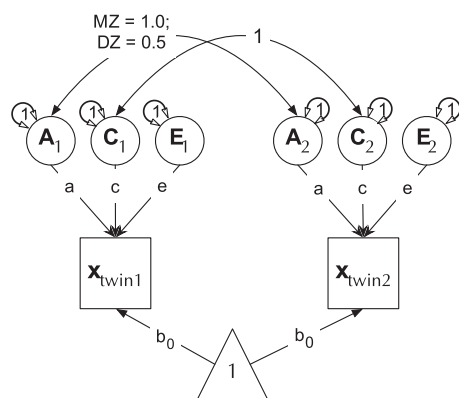 MZ = 1.0;
DZ = 0.5
1
1 1 1 1 1 1
A1 C1 E1 A2 C2 E2
a c e a c e
xtwin1 xtwin2
b0 b0
1